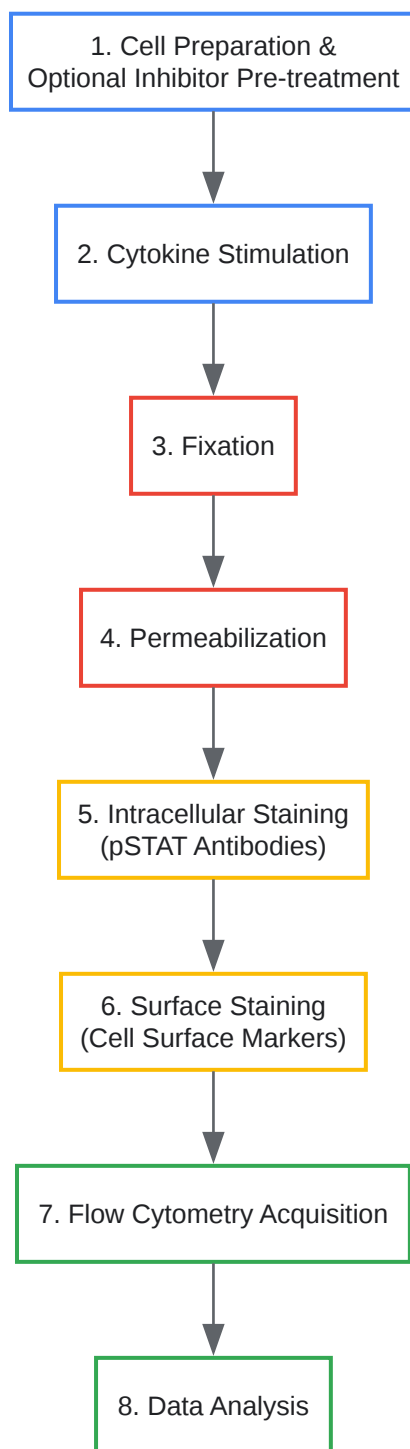 1. Cell Preparation &
Optional Inhibitor Pre-treatment
2. Cytokine Stimulation
3. Fixation
4. Permeabilization
5. Intracellular Staining
(pSTAT Antibodies)
6. Surface Staining
(Cell Surface Markers)
7. Flow Cytometry Acquisition
8. Data Analysis